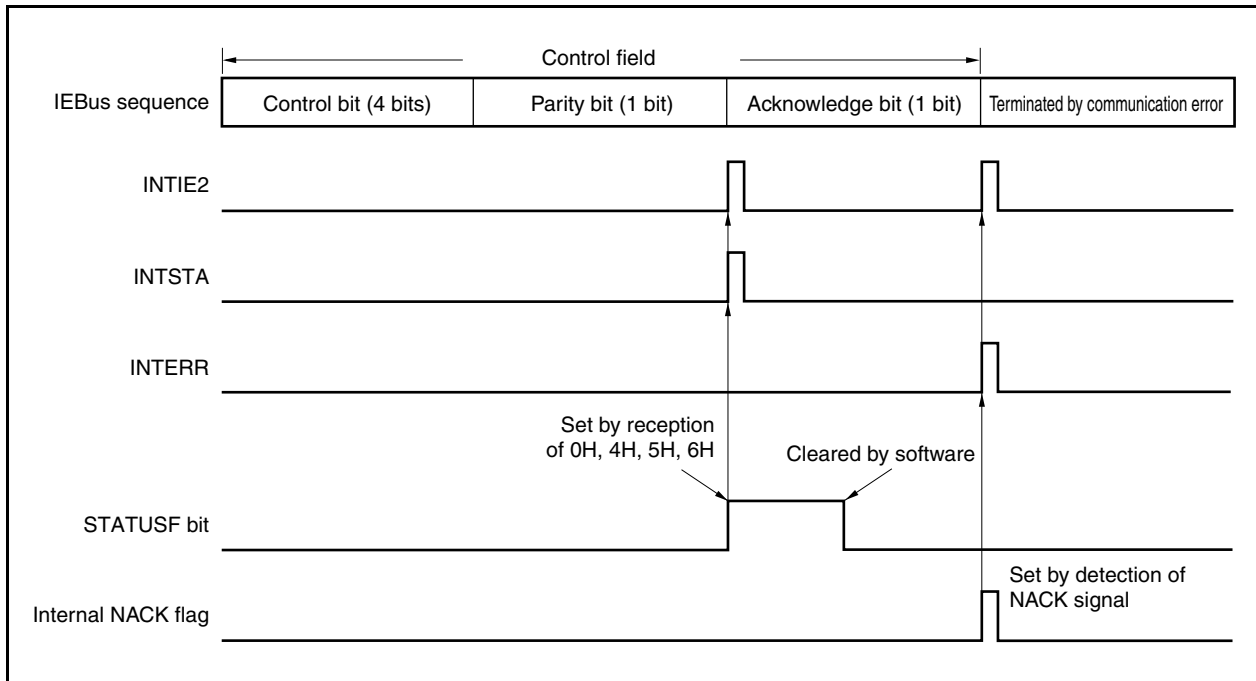 Control field
IEBus sequence
Control bit (4 bits)
Parity bit (1 bit)
Acknowledge bit (1 bit)
Terminated by communication error
INTIE2
INTSTA
INTERR
Set by reception
of 0H, 4H, 5H, 6H
Cleared by software
STATUSF bit
Set by detection of
NACK signal
Internal NACK flag